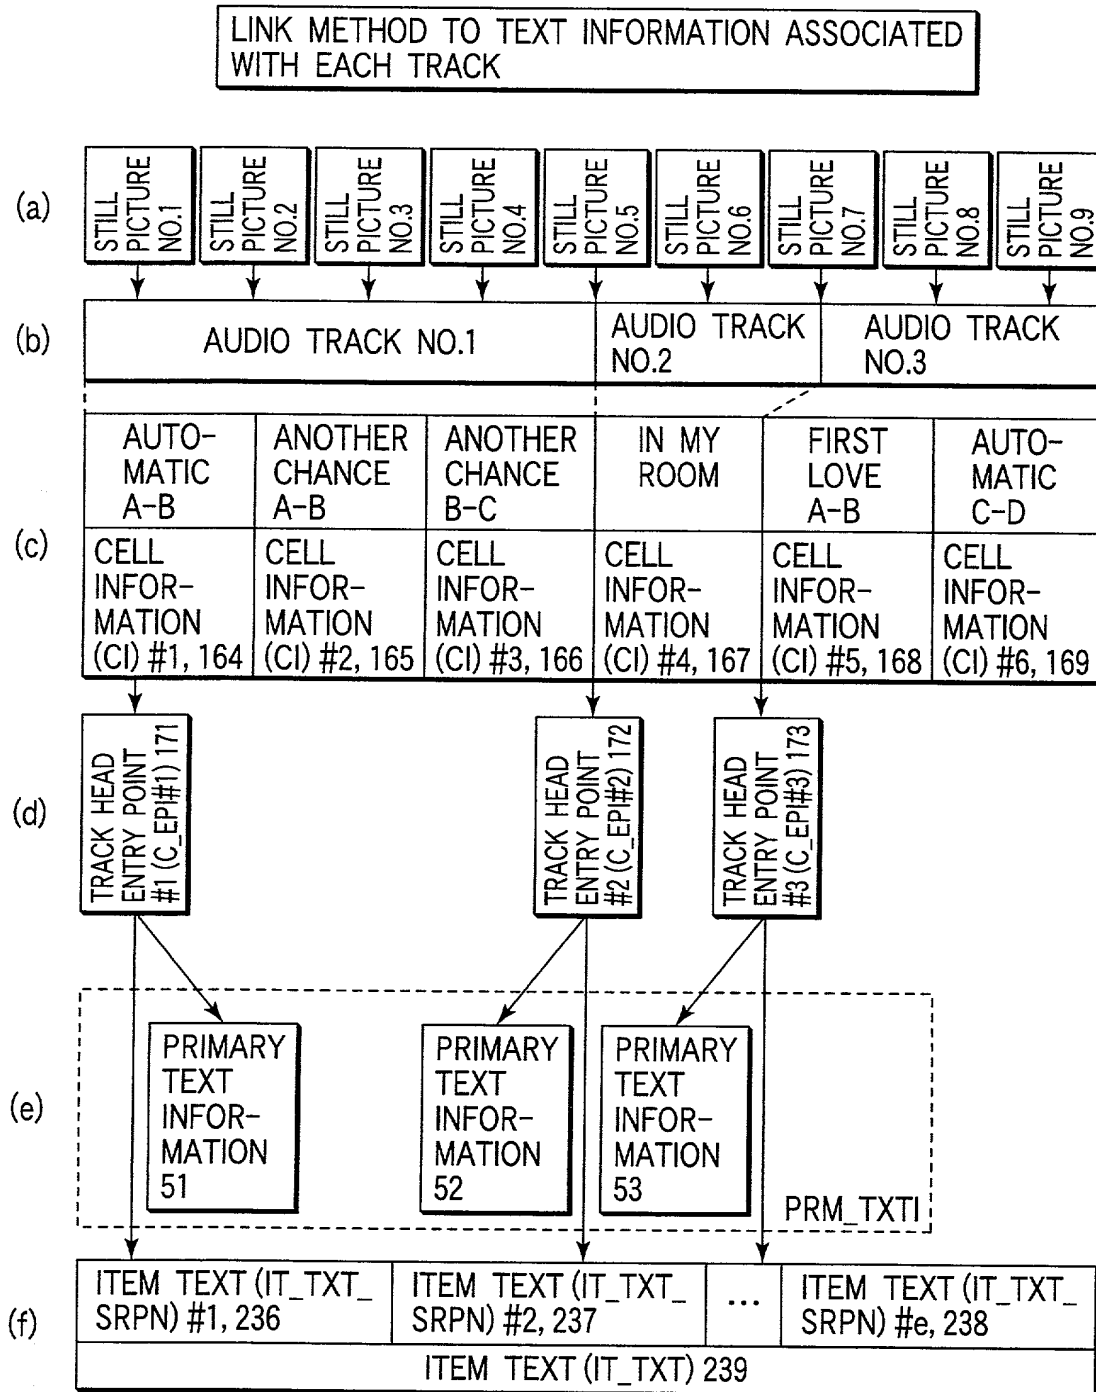 LINK METHOD TO TEXT INFORMATION ASSOCIATED
WITH EACH TRACK
(a)
STILL
PICTURE
NO.1
STILL
PICTURE
NO.2
STILL
PICTURE
NO.3
STILL
PICTURE
NO.4
STILL
PICTURE
NO.5
STILL
PICTURE
NO.6
STILL
PICTURE
NO.7
STILL
PICTURE
NO.8
STILL
PICTURE
NO.9
(b)
AUDIO TRACK NO.1
AUDIO TRACK
NO.2
AUDIO TRACK
NO.3
(c)
AUTO-
MATIC
A-B
ANOTHER
CHANCE
A-B
ANOTHER
CHANCE
B-C
IN MY
ROOM
FIRST
LOVE
A-B
AUTO-
MATIC
C-D
CELL
INFOR-
MATION
(CI) #1, 164
CELL
INFOR-
MATION
(CI) #2, 165
CELL
INFOR-
MATION
(CI) #3, 166
CELL
INFOR-
MATION
(CI) #4, 167
CELL
INFOR-
MATION
(CI) #5, 168
CELL
INFOR-
MATION
(CI) #6, 169
(d)
TRACK HEAD
ENTRY POINT
#1 (C_EPI#1) 171
TRACK HEAD
ENTRY POINT
#2 (C_EPI#2) 172
TRACK HEAD
ENTRY POINT
#3 (C_EPI#3) 173
(e)
PRIMARY
TEXT
INFOR-
MATION
51
PRIMARY
TEXT
INFOR-
MATION
52
PRIMARY
TEXT
INFOR-
MATION
53
PRM_TXTI
(f)
ITEM TEXT (IT_TXT_
SRPN) #1, 236
ITEM TEXT (IT_TXT_
SRPN) #2, 237
...
ITEM TEXT (IT_TXT_
SRPN) #e, 238
ITEM TEXT (IT_TXT) 239